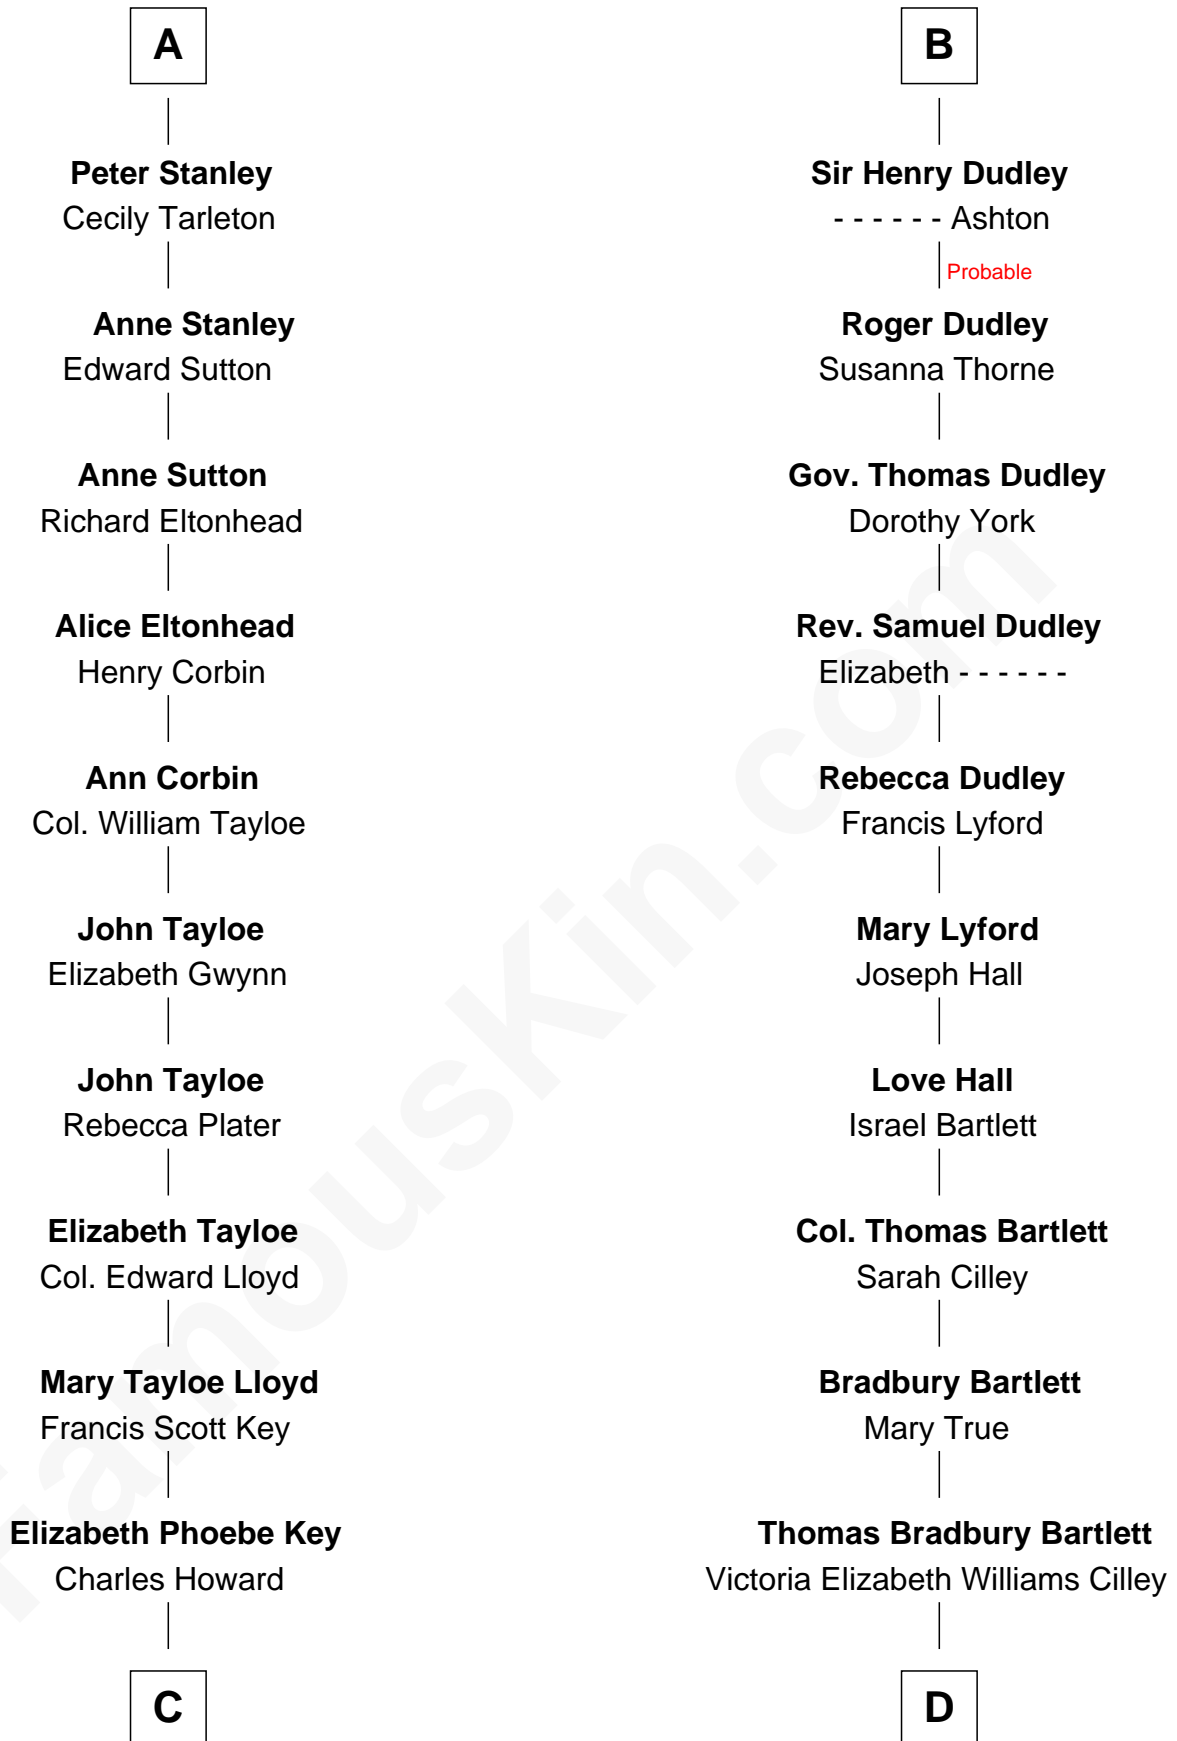 A
Peter Stanley
Cecily Tarleton
Anne Stanley
Edward Sutton
Anne Sutton
Richard Eltonhead
Alice Eltonhead
Henry Corbin
Ann Corbin
Col. William Tayloe
John Tayloe
Elizabeth Gwynn
John Tayloe
Rebecca Plater
Elizabeth Tayloe
Col. Edward Lloyd
Mary Tayloe Lloyd
Francis Scott Key
Elizabeth Phoebe Key
Charles Howard
C
B
Sir Henry Dudley
- - - - - - Ashton
Probable
Roger Dudley
Susanna Thorne
Gov. Thomas Dudley
Dorothy York
Rev. Samuel Dudley
Elizabeth - - - - - -
Rebecca Dudley
Francis Lyford
Mary Lyford
Joseph Hall
Love Hall
Israel Bartlett
Col. Thomas Bartlett
Sarah Cilley
Bradbury Bartlett
Mary True
Thomas Bradbury Bartlett
Victoria Elizabeth Williams Cilley
D
FamousKin.com